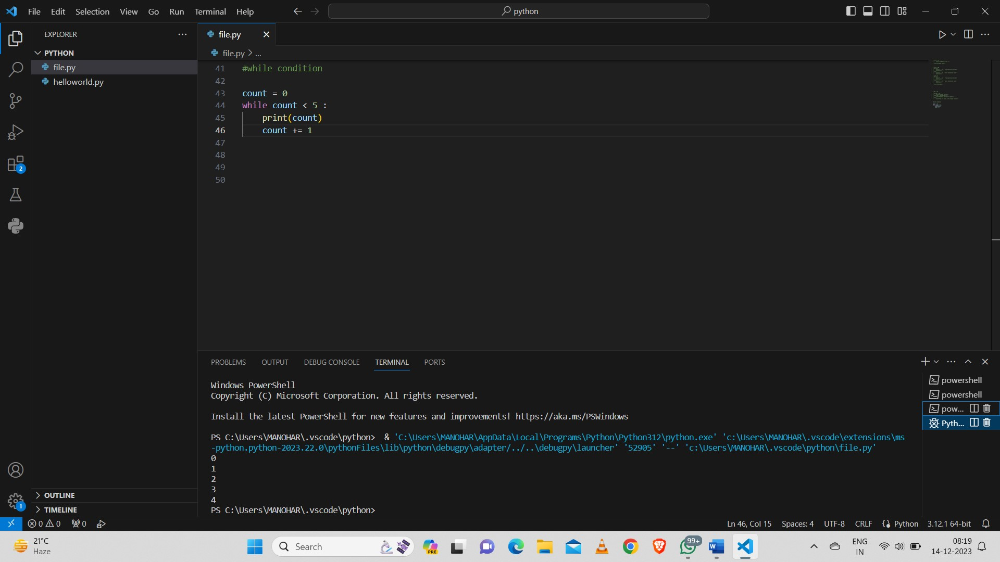 File Edit Selection View Go Run Terminal Help
python
EXPLORER
PYTHON
file.py
helloworld.py
OUTLINE
TIMELINE
file.py
file.py > ...
41 #while condition
42
43 count = 0
44 while count < 5 :
45 print(count)
46 count += 1
47
48
49
50
PROBLEMS OUTPUT DEBUG CONSOLE TERMINAL PORTS
Windows PowerShell
Copyright (C) Microsoft Corporation. All rights reserved.
Install the latest PowerShell for new features and improvements! https://aka.ms/PSWindows
PS C:\Users\MANOHAR\.vscode\python> & 'C:\Users\MANOHAR\AppData\Local\Programs\Python\Python312\python.exe' 'c:\Users\MANOHAR\.vscode\extensions\ms
-python.python-2023.22.0\pythonFiles\lib\python\debugpy\adapter/../..\debugpy\launcher' '52905' '--' 'c:\Users\MANOHAR\.vscode\python\file.py'
0
1
2
3
4
PS C:\Users\MANOHAR\.vscode\python>
powershell
powershell
pow...
Pyth...
2
1
0 0 0
Ln 46, Col 15 Spaces: 4 UTF-8 CRLF Python 3.12.1 64-bit
21°C
Haze
Search
PRE
99+
ENG
IN
08:19
14-12-2023